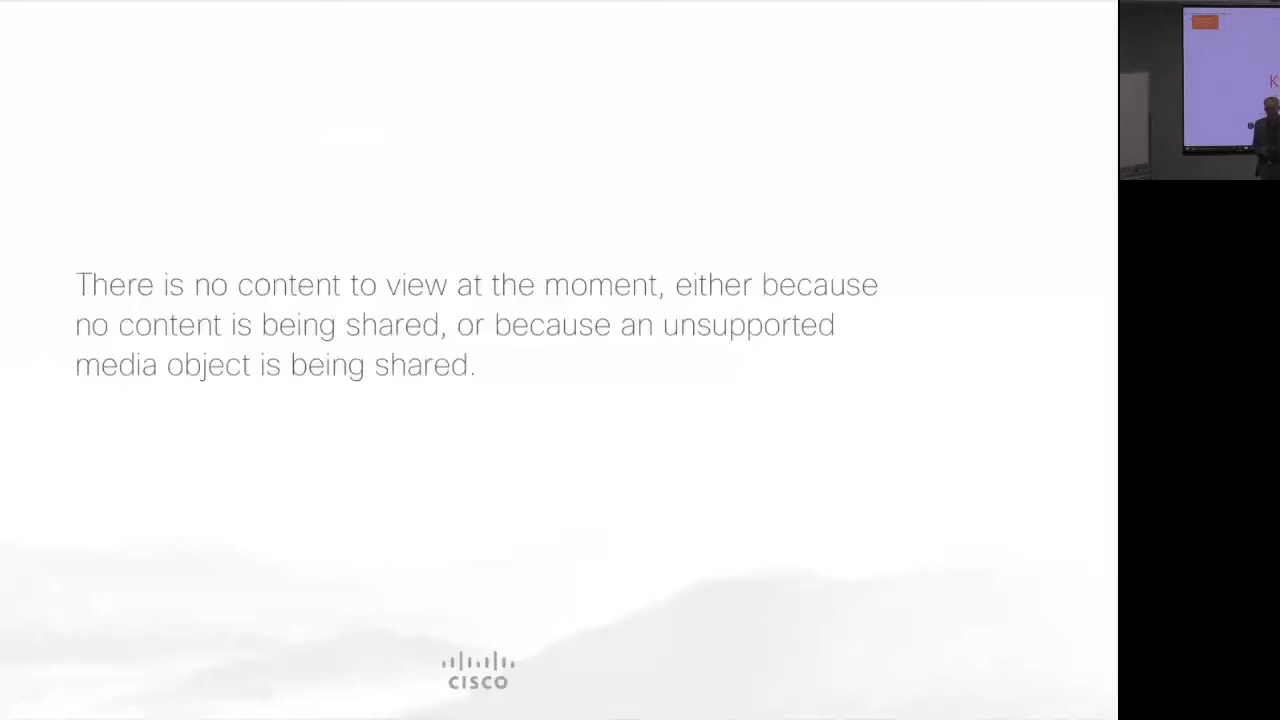 There is no content to view at the moment, either because
no content is being shared, or because an unsupported
media object is being shared.
CISCO
K